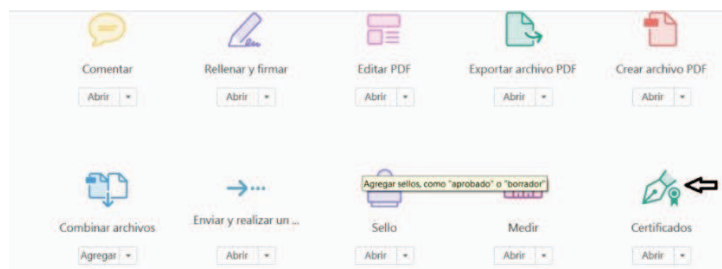 Comentar
Rellenar y firmar
Editar PDF
Exportar archivo PDF
Crear archivo PDF
Abrir
Abrir
Abrir
Abrir
Abrir
Agregar sellos, como "aprobado" o "borrador"
Combinar archivos
Enviar y realizar un ...
Sello
Medir
Certificados
Agregar
Abrir
Abrir
Abrir
Abrir